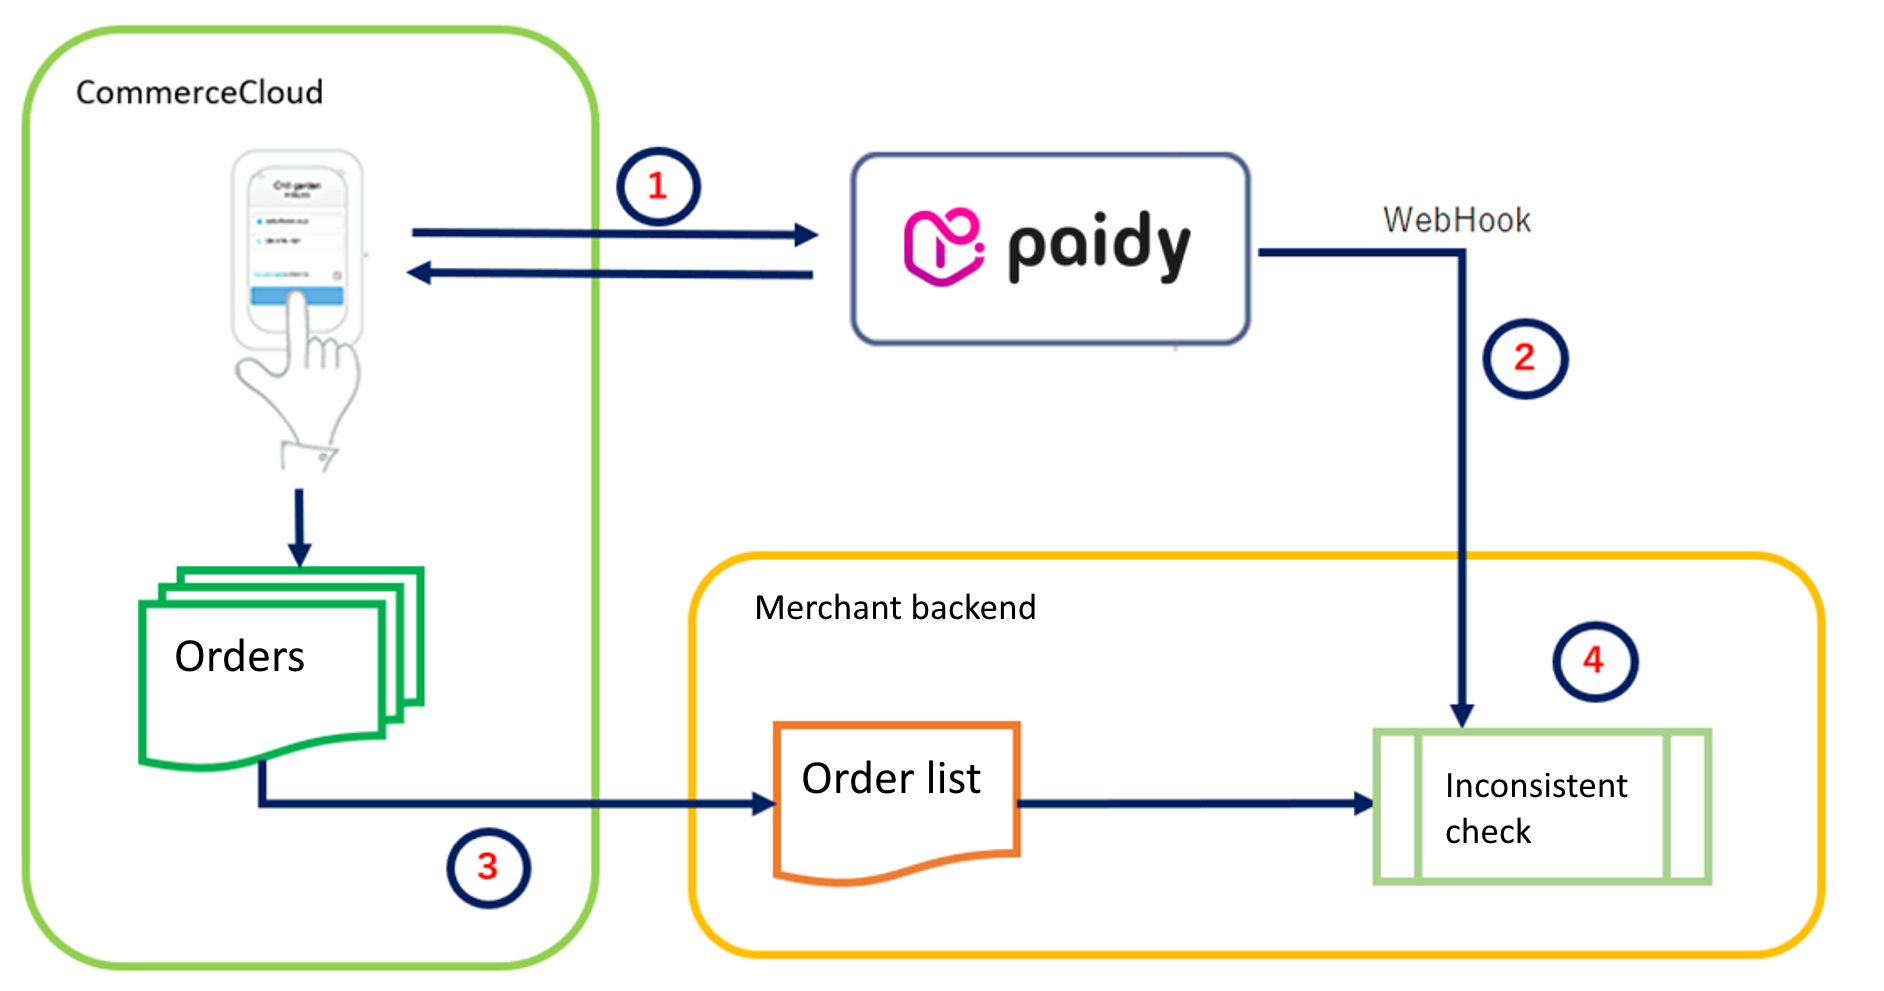 CommerceCloud
1
paidy
WebHook
2
Orders
Merchant backend
4
Order list
Inconsistent
check
3